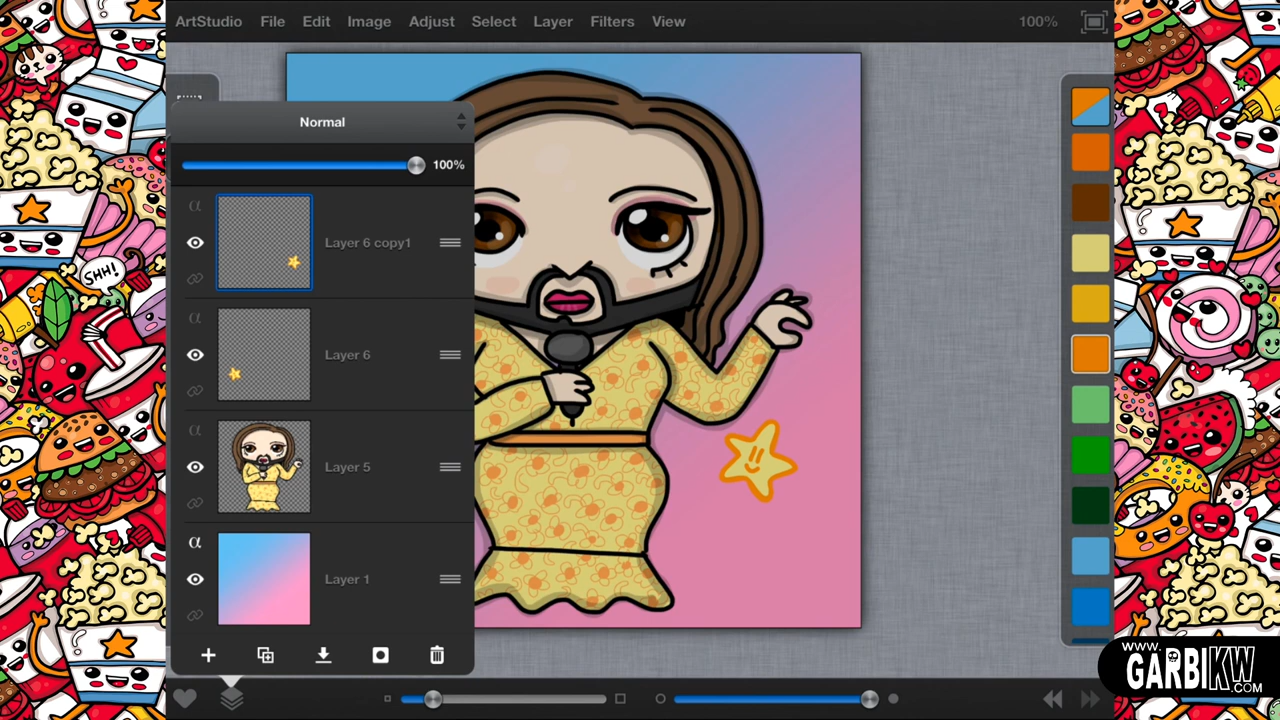 ArtStudio File Edit Image Adjust Select Layer Filters View 100%
Normal
100%
α
Layer 6 copy1
α
Layer 6
α
Layer 5
α
Layer 1
SHH!
WWW.
GARBIKW
.COM